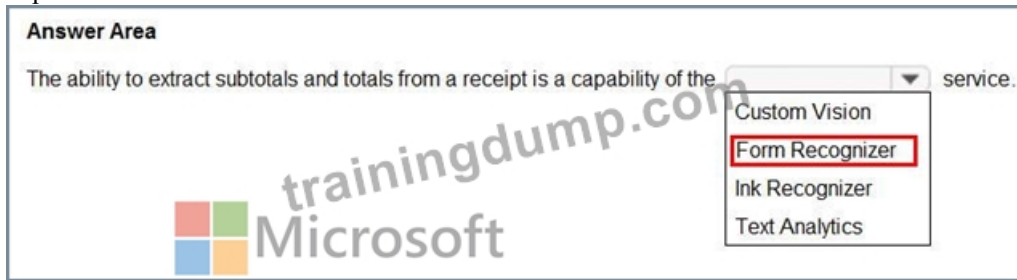 Answer Area
The ability to extract subtotals and totals from a receipt is a capability of the service.
Custom Vision
Form Recognizer
Ink Recognizer
Text Analytics
trainingdump.com
Microsoft